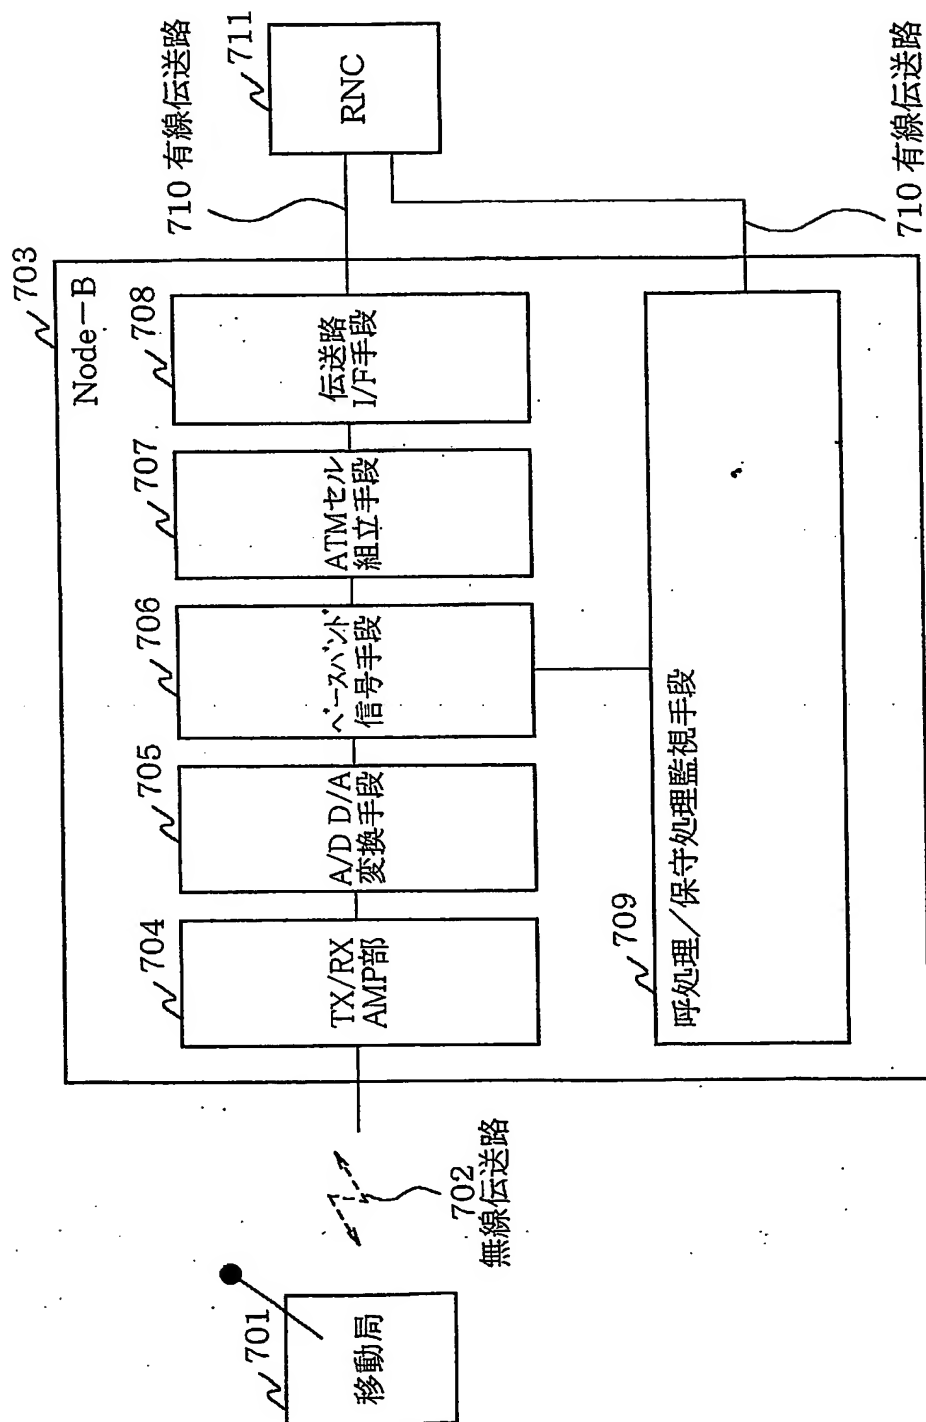 703
Node-B
701
移動局
702
無線伝送路
704
TX/RX
AMP部
705
A/D D/A
変換手段
706
ベースバンド
信号手段
707
ATMセル
組立手段
708
伝送路
I/F手段
710 有線伝送路
711
RNC
709
呼処理／保守処理監視手段
710 有線伝送路